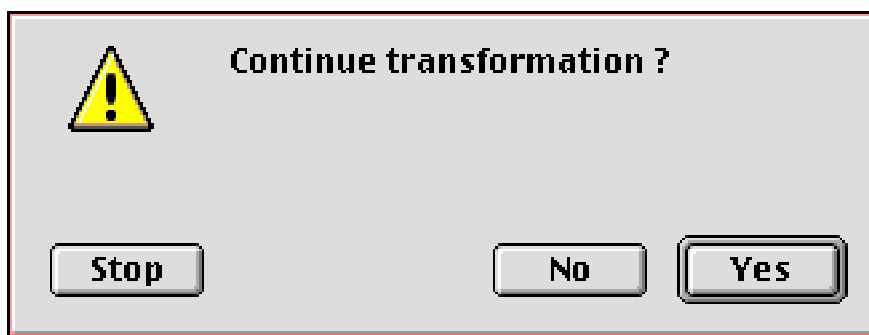 Continue transformation ?
Stop
No
Yes